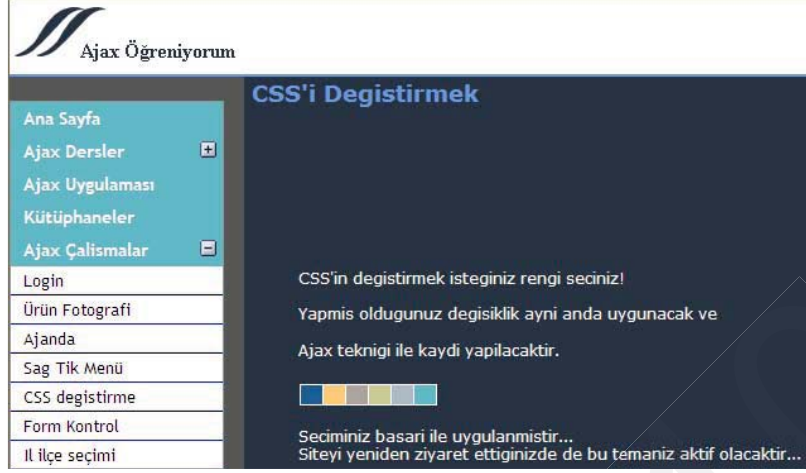 Ajax Öğreniyorum
CSS'i Degistirmek
Ana Sayfa
Ajax Dersler
Ajax Uygulaması
Kütüphaneler
Ajax Çalismalar
Login
Ürün Fotografi
Ajanda
Sag Tik Menü
CSS degistirme
Form Kontrol
Il ilçe seçimi
CSS'in degistirmek isteginiz rengi seciniz!
Yapmis oldugunuz degisiklik ayni anda uygunacak ve
Ajax teknigi ile kaydi yapilacaktir.
Seciminiz basari ile uygulanmistir...
Siteyi yeniden ziyaret ettiginizde de bu temaniz aktif olacaktir...